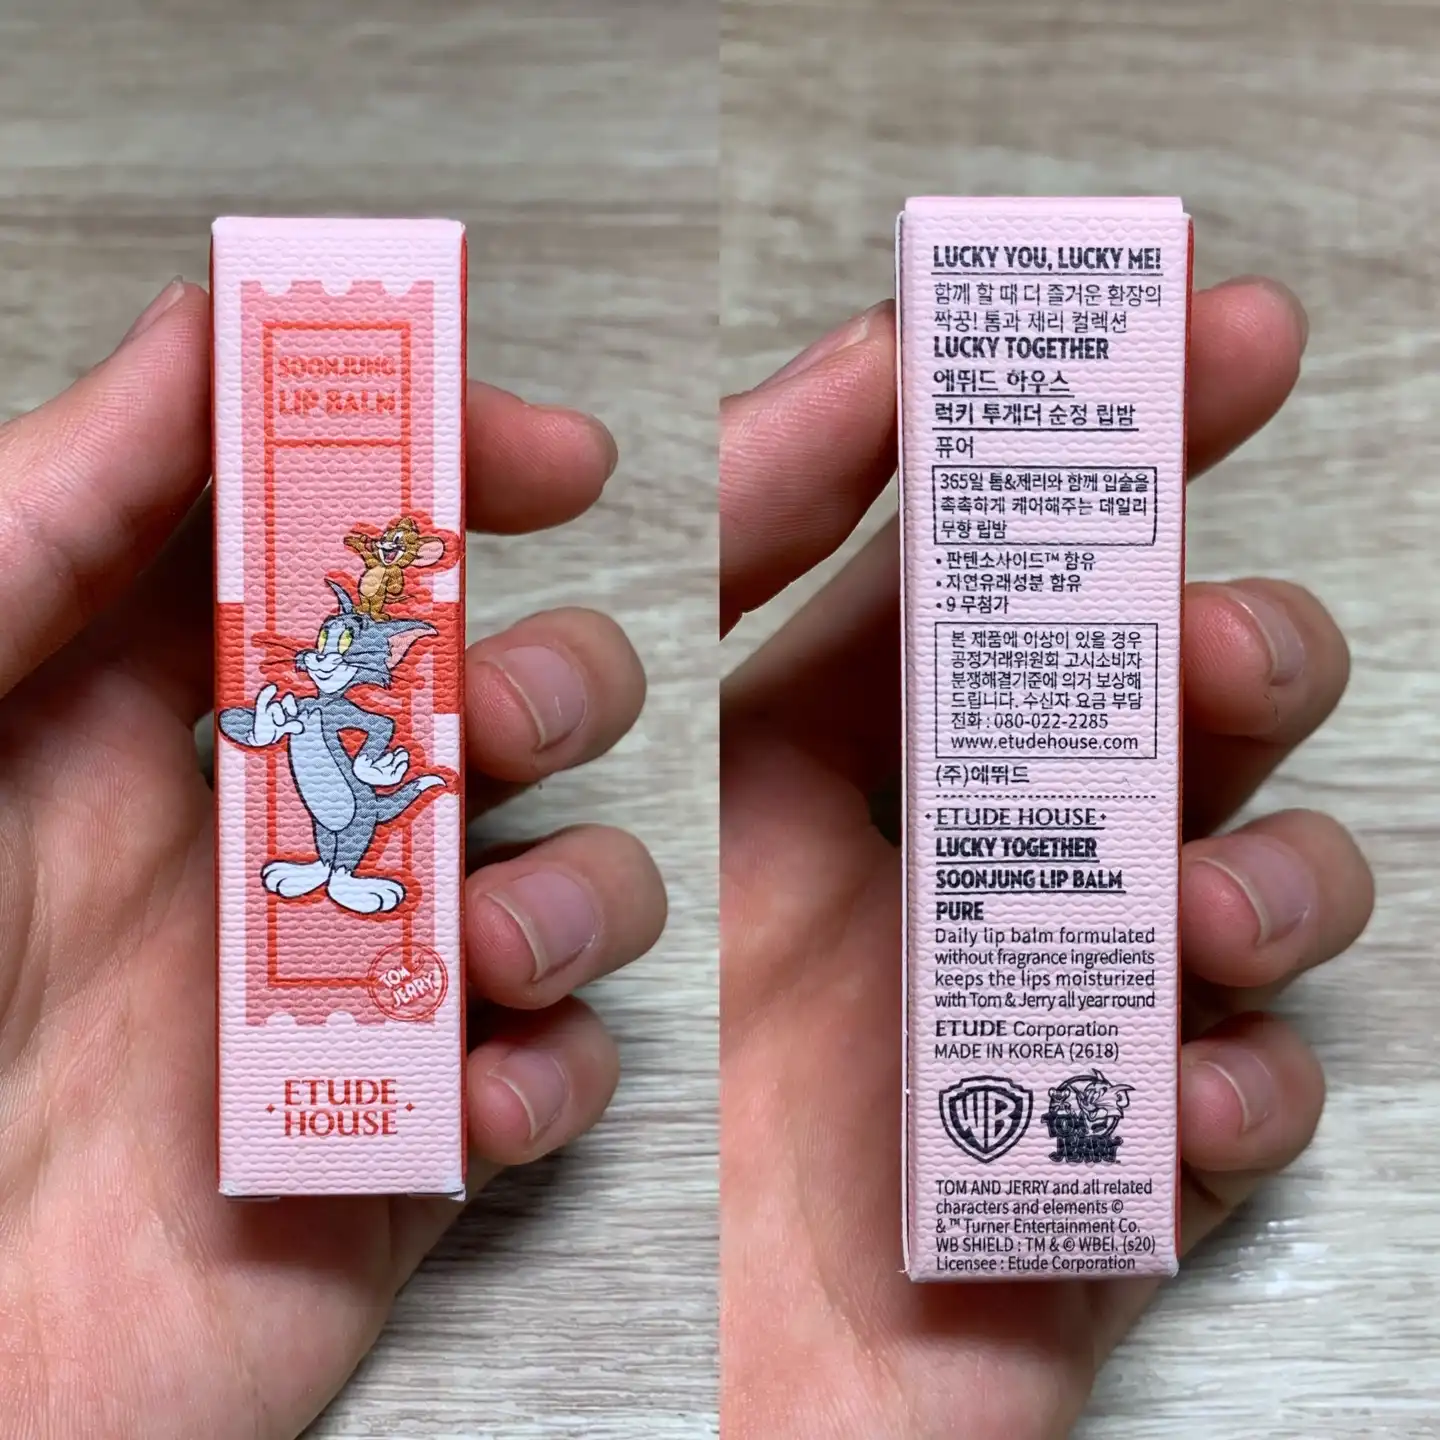 SOONJUNG
LIP BALM
TOM
JERRY
ETUDE
HOUSE
LUCKY YOU, LUCKY ME!
함께 할 때 더 즐거운 환장의
짝꿍! 톰과 제리 컬렉션
LUCKY TOGETHER
에뛰드 하우스
럭키 투게더 순정 립밤
퓨어
365일 톰&제리와 함께 입술을
촉촉하게 케어해주는 데일리
무향 립밤
• 판텐소사이드™ 함유
• 자연유래성분 함유
• 9 무첨가
본 제품에 이상이 있을 경우
공정거래위원회 고시소비자
분쟁해결기준에 의거 보상해
드립니다. 수신자 요금 부담
전화 : 080-022-2285
www.etudehouse.com
(주)에뛰드
ETUDE HOUSE
LUCKY TOGETHER
SOONJUNG LIP BALM
PURE
Daily lip balm formulated
without fragrance ingredients
keeps the lips moisturized
with Tom & Jerry all year round
ETUDE Corporation
MADE IN KOREA (2618)
WB
TOM
JERRY
TOM AND JERRY and all related
characters and elements ©
& ™ Turner Entertainment Co.
WB SHIELD : TM & © WBEI. (s20)
Licensee : Etude Corporation